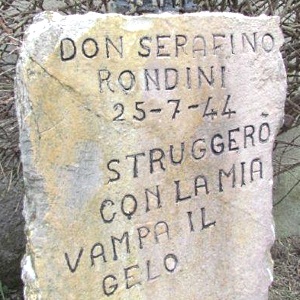 DON SERAFINO
RONDINI
25-7-44
STRUGGERÒ
CON LA MIA
VAMPA IL
GELO